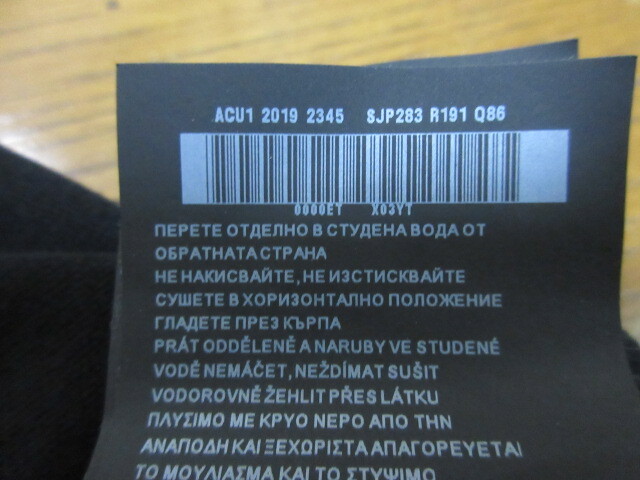 ACU1 2019 2345 SJP283 R191 Q86
0000ET X03YT
ПЕРЕТЕ ОТДЕЛНО В СТУДЕНА ВОДА ОТ
ОБРАТНАТА СТРАНА
НЕ НАКИСВАЙТЕ, НЕ ИЗСТИСКВАЙТЕ
СУШЕТЕ В ХОРИЗОНТАЛНО ПОЛОЖЕНИЕ
ГЛАДЕТЕ ПРЕЗ КЪРПА
PRÁT ODDĚLENĚ A NARUBY VE STUDENÉ
VODĚ NEMÁČET, NEŽDÍMAT SUŠIT
VODOROVNĚ ŽEHLIT PŘES LÁTKU
ΠΛΥΣΙΜΟ ΜΕ ΚΡΥΟ ΝΕΡΟ ΑΠΟ ΤΗΝ
ΑΝΑΠΟΔΗ ΚΑΙ ΞΕΧΩΡΙΣΤΑ ΑΠΑΓΟΡΕΥΕΤΑΙ
ΤΟ ΜΟΥΛΙΑΣΜΑ ΚΑΙ ΤΟ ΣΤΥΨΙΜΟ